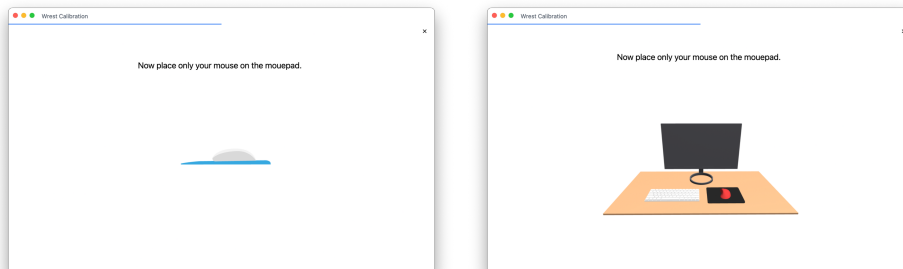 Wrest Calibration
×
Now place only your mouse on the mouepad.
Wrest Calibration
Now place only your mouse on the mouepad.